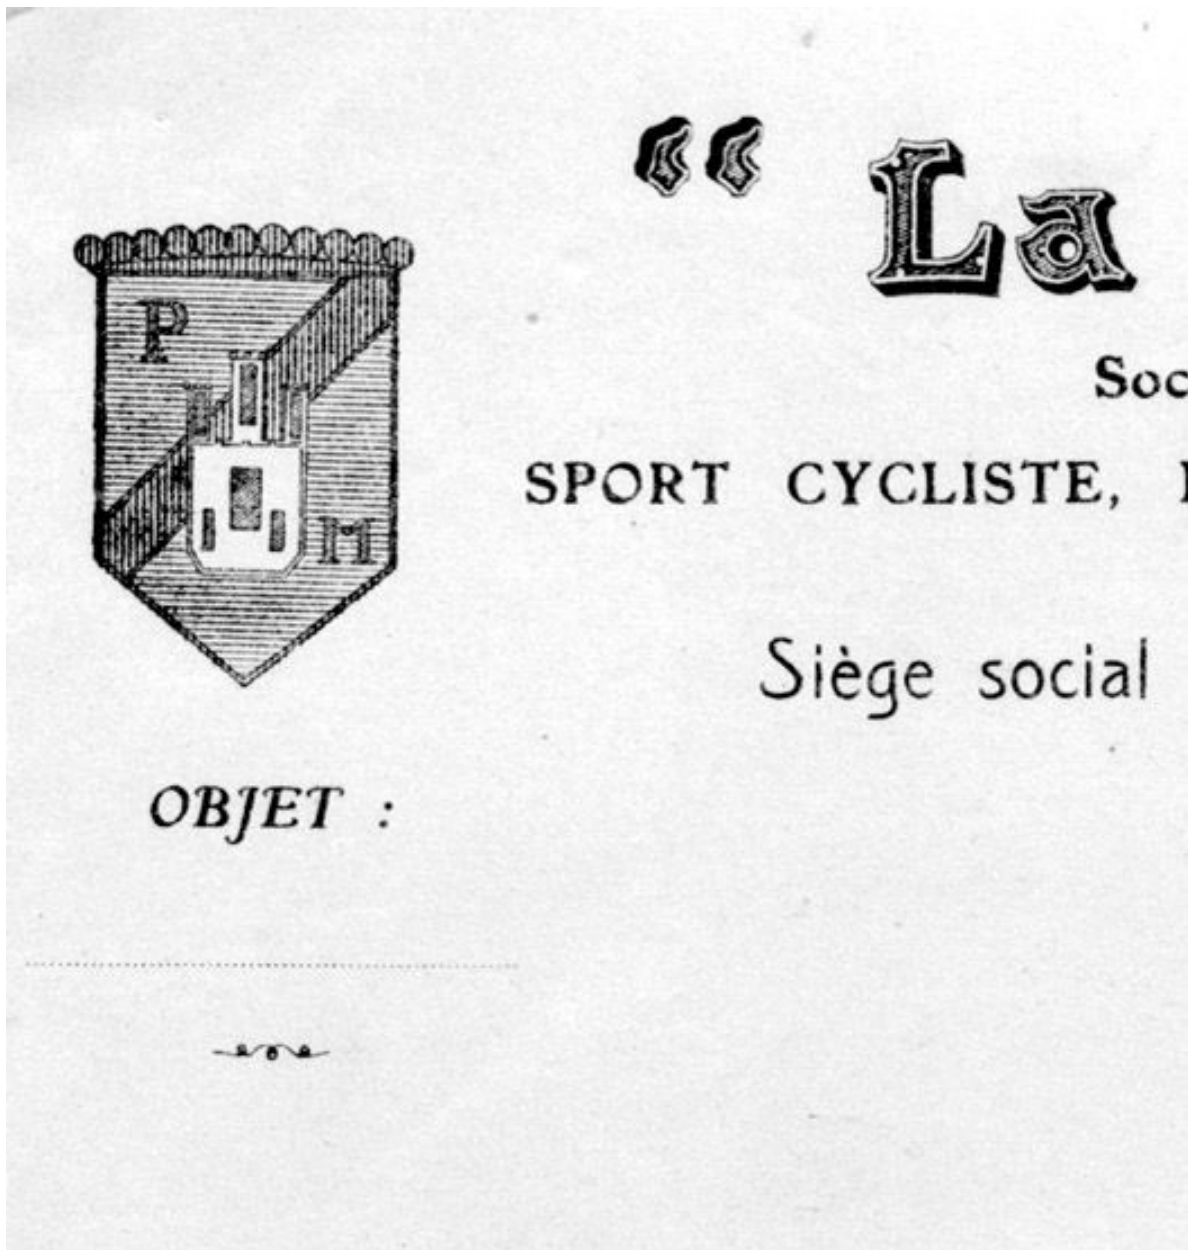 “ La
P
Soc
SPORT CYCLISTE,
M
Siège social
OBJET :